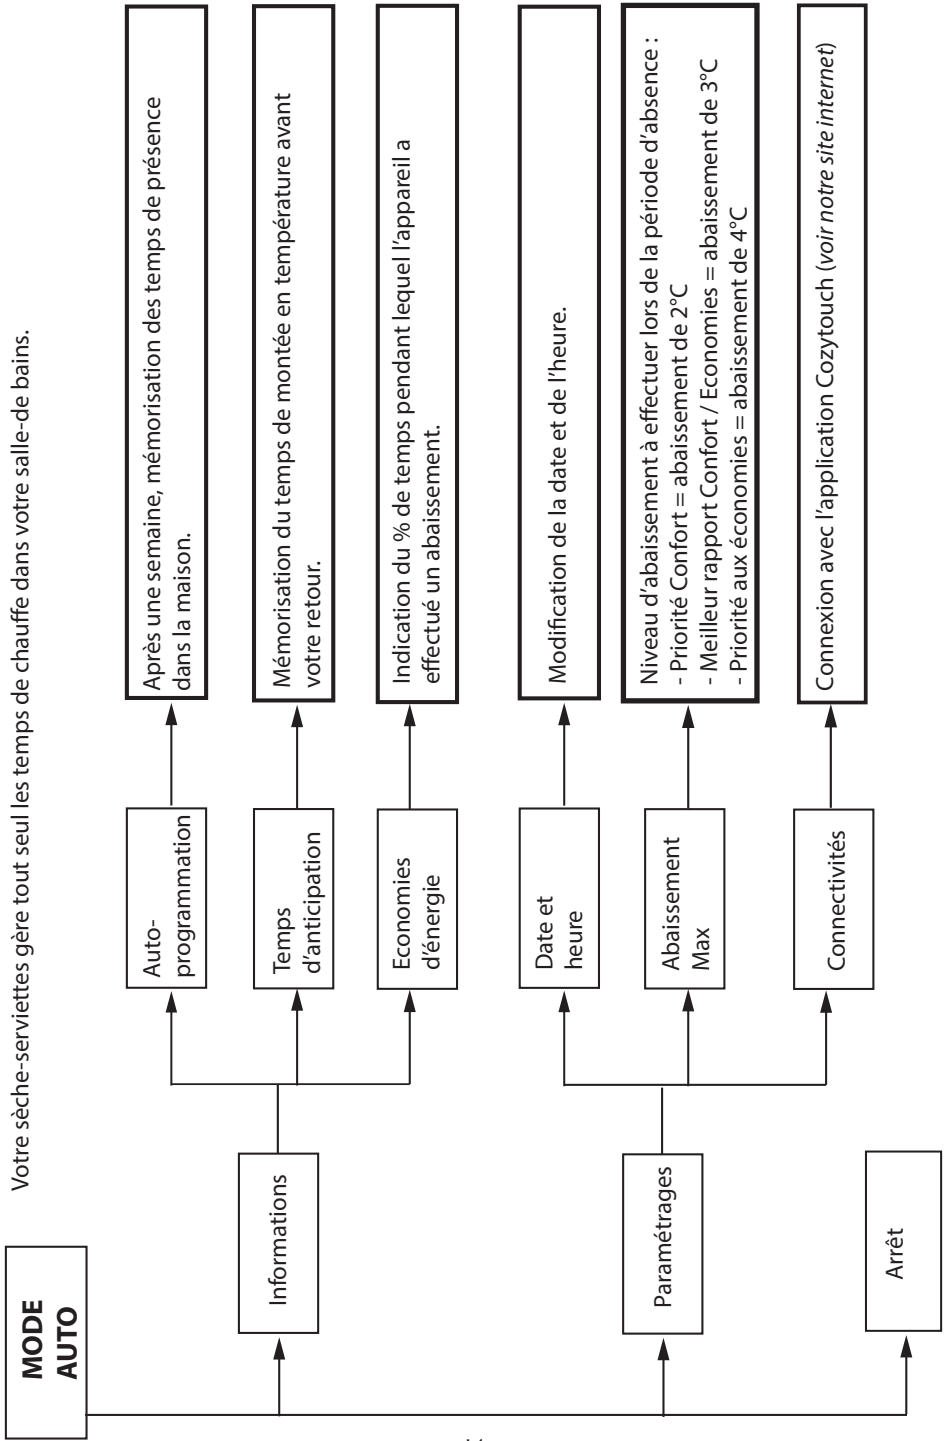 MODE
AUTO
Votre sèche-serviettes gère tout seul les temps de chauffe dans votre salle-de bains.
Informations
Auto-
programmation
Après une semaine, mémorisation des temps de présence
dans la maison.
Temps
d'anticipation
Mémorisation du temps de montée en température avant
votre retour.
Economies
d'énergie
Indication du % de temps pendant lequel l'appareil a
effectué un abaissement.
Paramétrages
Date et
heure
Modification de la date et de l'heure.
Abaissement
Max
Niveau d'abaissement à effectuer lors de la période d'absence :
- Priorité Confort = abaissement de 2°C
- Meilleur rapport Confort / Economies = abaissement de 3°C
- Priorité aux économies = abaissement de 4°C
Connectivités
Connexion avec l'application Cozytouch (voir notre site internet)
Arrêt